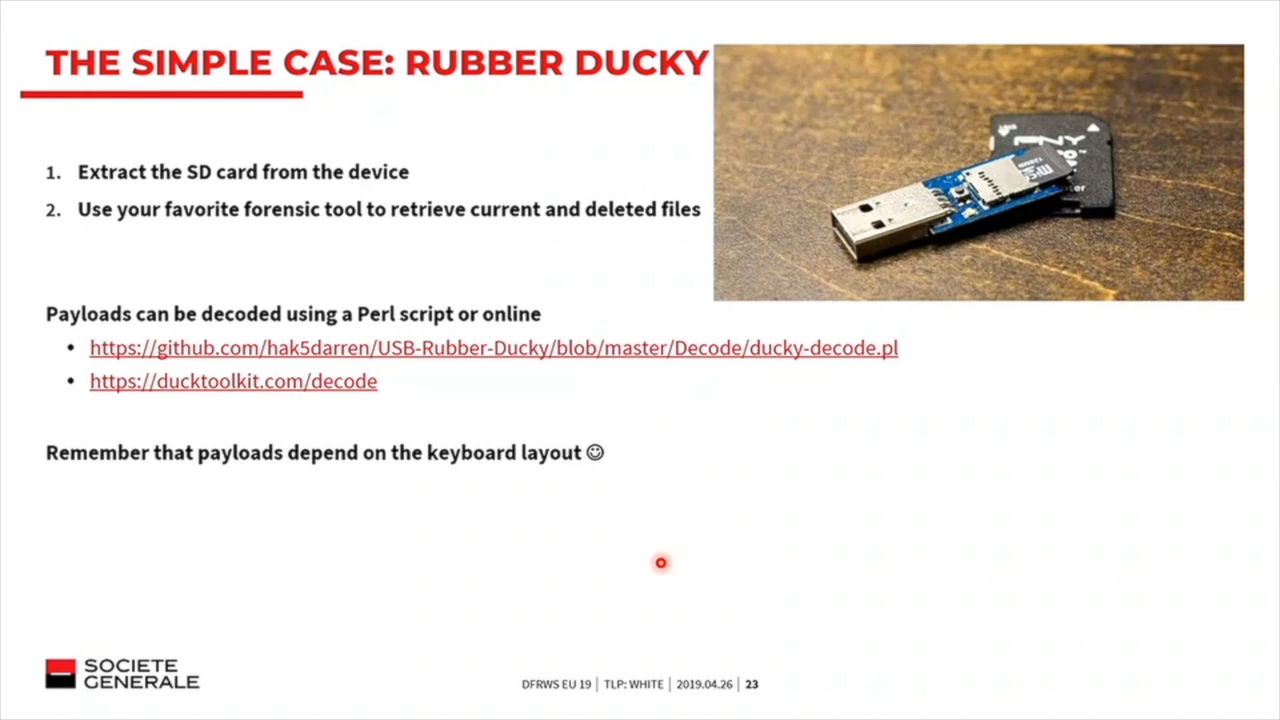 THE SIMPLE CASE: RUBBER DUCKY
1. Extract the SD card from the device
2. Use your favorite forensic tool to retrieve current and deleted files
PNY
Payloads can be decoded using a Perl script or online
• https://github.com/hak5darren/USB-Rubber-Ducky/blob/master/Decode/ducky-decode.pl
• https://ducktoolkit.com/decode
Remember that payloads depend on the keyboard layout ☺
SOCIETE
GENERALE
DFRWS EU 19 | TLP: WHITE | 2019.04.26 | 23